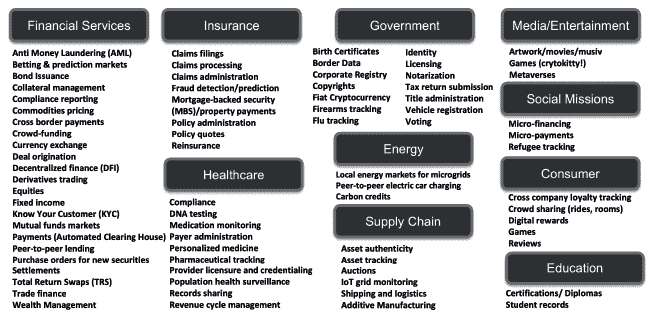 Financial Services
Anti Money Laundering (AML)
Betting & prediction markets
Bond Issuance
Collateral management
Compliance reporting
Commodities pricing
Cross border payments
Crowd-funding
Currency exchange
Deal origination
Decentralized finance (DFI)
Derivatives trading
Equities
Fixed income
Know Your Customer (KYC)
Mutual funds markets
Payments (Automated Clearing House)
Peer-to-peer lending
Purchase orders for new securities
Settlements
Total Return Swaps (TRS)
Trade finance
Wealth Management
Insurance
Claims filings
Claims processing
Claims administration
Fraud detection/prediction
Mortgage-backed security
(MBS)/property payments
Policy administration
Policy quotes
Reinsurance
Healthcare
Compliance
DNA testing
Medication monitoring
Payer administration
Personalized medicine
Pharmaceutical tracking
Provider licensure and credentialing
Population health surveillance
Records sharing
Revenue cycle management
Government
Birth Certificates
Border Data
Corporate Registry
Copyrights
Fiat Cryptocurrency
Firearms tracking
Flu tracking
Identity
Licensing
Notarization
Tax return submission
Title administration
Vehicle registration
Voting
Energy
Local energy markets for microgrids
Peer-to-peer electric car charging
Carbon credits
Supply Chain
Asset authenticity
Asset tracking
Auctions
IoT grid monitoring
Shipping and logistics
Additive Manufacturing
Media/Entertainment
Artwork/movies/musiv
Games (crytokitty!)
Metaverses
Social Missions
Micro-financing
Micro-payments
Refugee tracking
Consumer
Cross company loyalty tracking
Crowd sharing (rides, rooms)
Digital rewards
Games
Reviews
Education
Certifications/ Diplomas
Student records